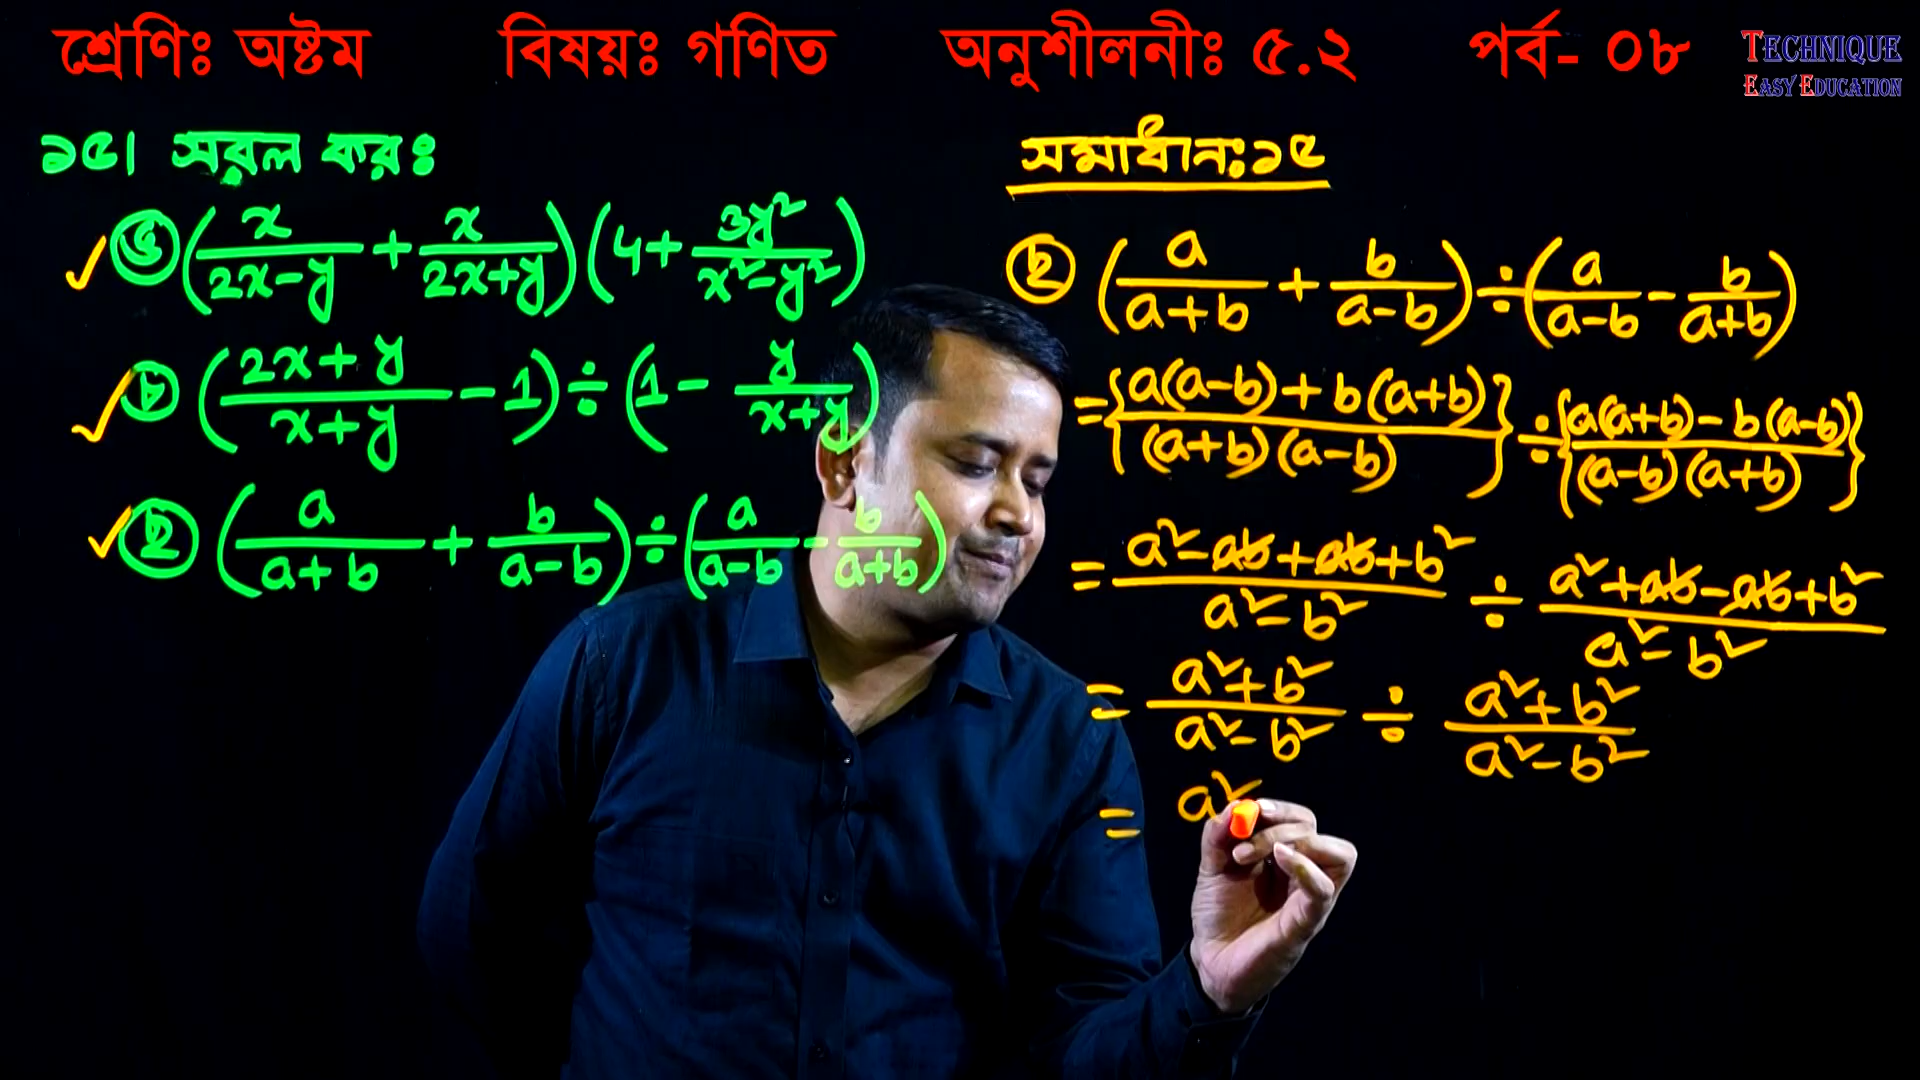 শ্রেণিঃ অষ্টম বিষয়ঃ গণিত অনুশীলনীঃ ৫.২ পর্ব- ০৮
TECHNIQUE
EASY EDUCATION
১৫। সরল করঃ
ঙ (x/(2x-y) + x/(2x+y)) (4 + 3y²/(x²-y²))
চ ((2x+y)/(x+y) - 1) ÷ (1 - y/(x+y))
ছ (a/(a+b) + b/(a-b)) ÷ (a/(a-b) - b/(a+b))
সমাধানঃ১৫
ছ (a/(a+b) + b/(a-b)) ÷ (a/(a-b) - b/(a+b))
= {(a(a-b) + b(a+b))/((a+b)(a-b))} ÷ {(a(a+b) - b(a-b))/((a-b)(a+b))}
= (a²-ab+ab+b²)/(a²-b²) ÷ (a²+ab-ab+b²)/(a²-b²)
= (a²+b²)/(a²-b²) ÷ (a²+b²)/(a²-b²)
= a²